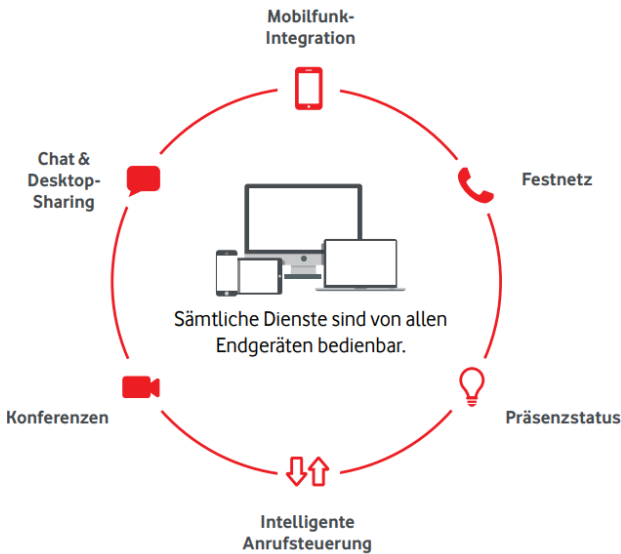 Mobilfunk-
Integration
Chat &
Desktop-
Sharing
Festnetz
Sämtliche Dienste sind von allen
Endgeräten bedienbar.
Konferenzen
Präsenzstatus
Intelligente
Anrufsteuerung